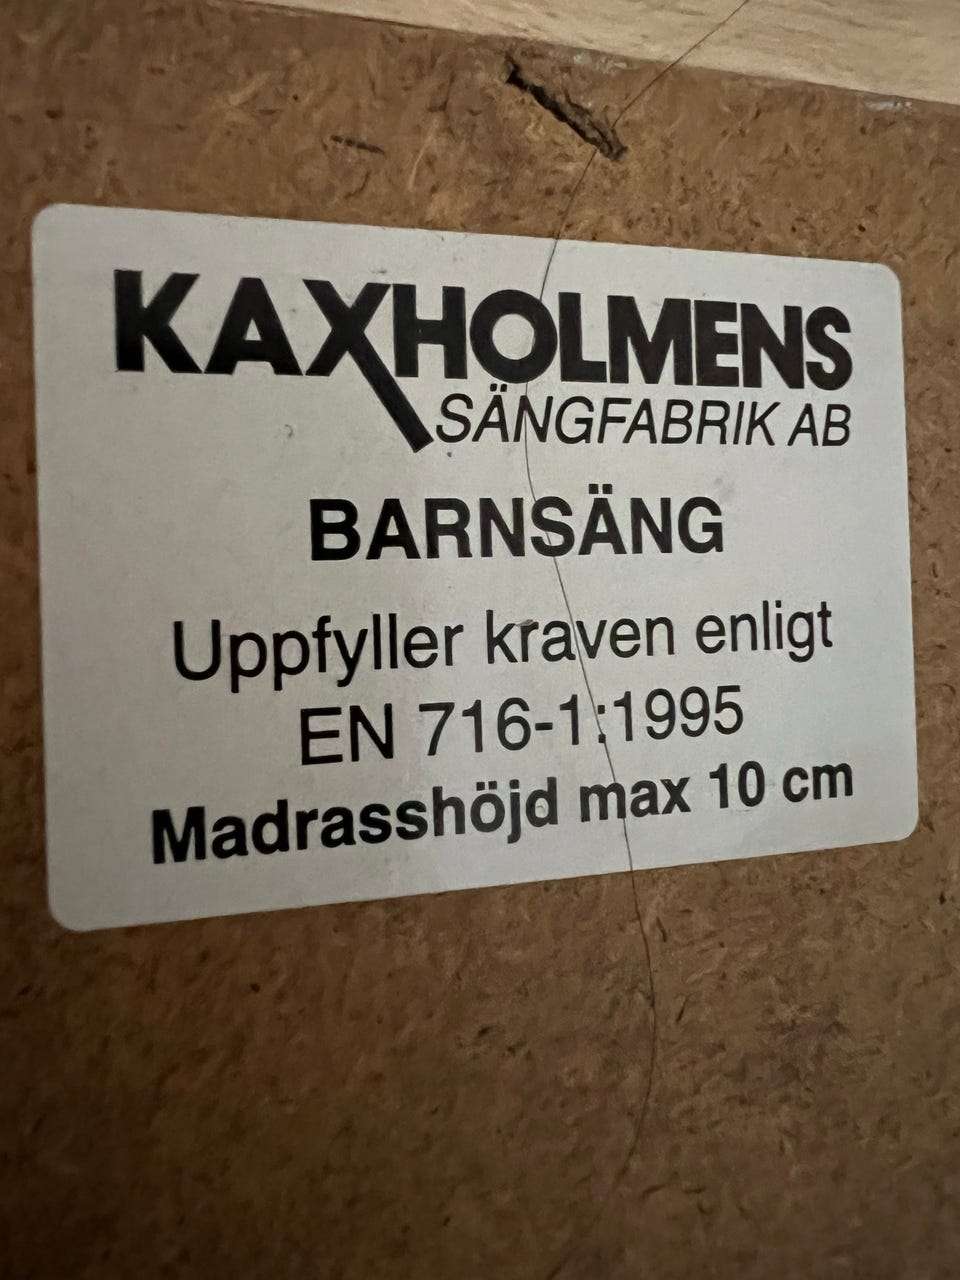 KAXHOLMENS
SÄNGFABRIK AB
BARNSÄNG
Uppfyller kraven enligt
EN 716-1:1995
Madrasshöjd max 10 cm